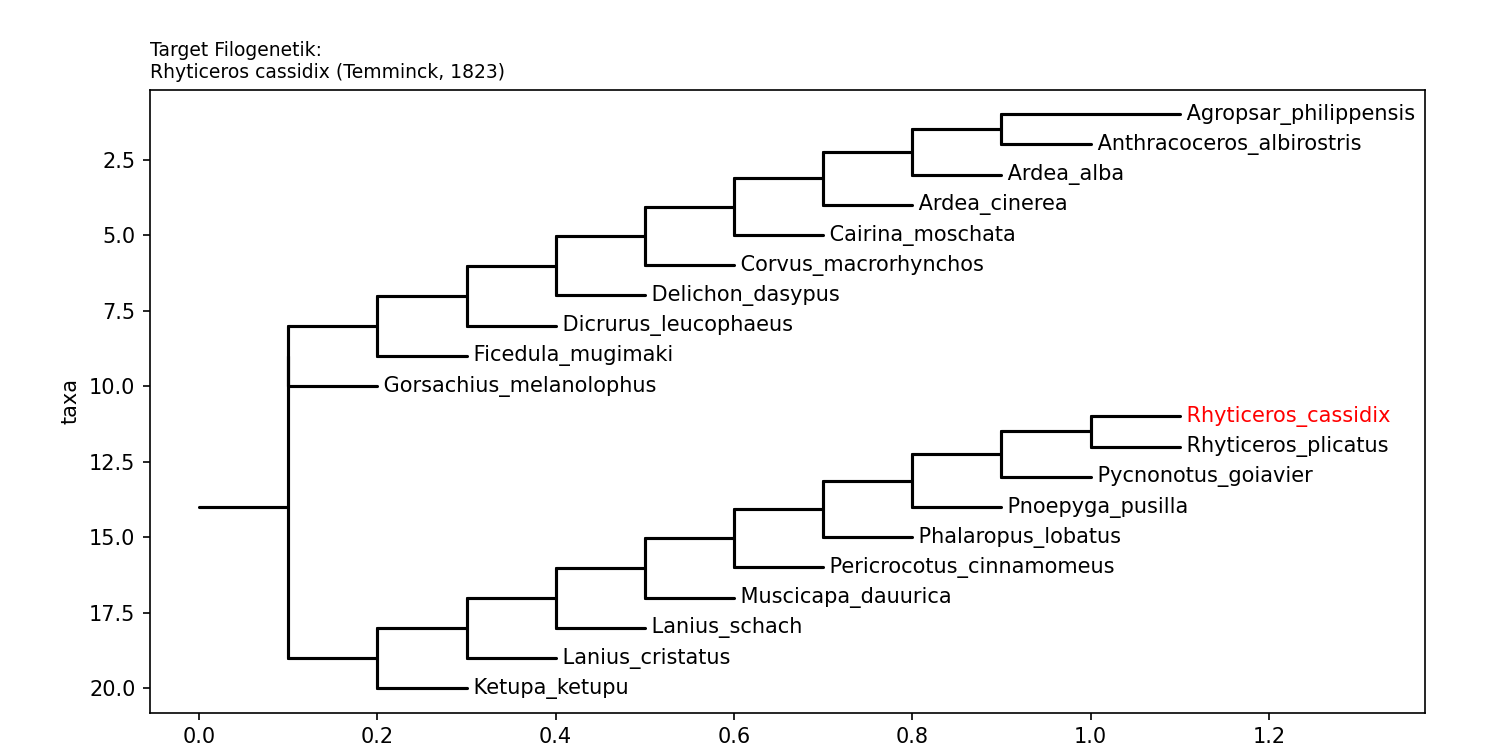 Target Filogenetik:
Rhyticeros cassidix (Temminck, 1823)
Agropsar_philippensis
Anthracoceros_albirostris
2.5
Ardea_alba
Ardea_cinerea
5.0
Cairina_moschata
Corvus_macrorhynchos
Delichon_dasypus
7.5
Dicrurus_leucophaeus
Ficedula_mugimaki
10.0
Gorsachius_melanolophus
taxa
Rhyticeros_cassidix
Rhyticeros_plicatus
12.5
Pycnonotus_goiavier
Pnoepyga_pusilla
15.0
Phalaropus_lobatus
Pericrocotus_cinnamomeus
Muscicapa_dauurica
17.5
Lanius_schach
Lanius_cristatus
20.0
Ketupa_ketupu
0.0 0.2 0.4 0.6 0.8 1.0 1.2